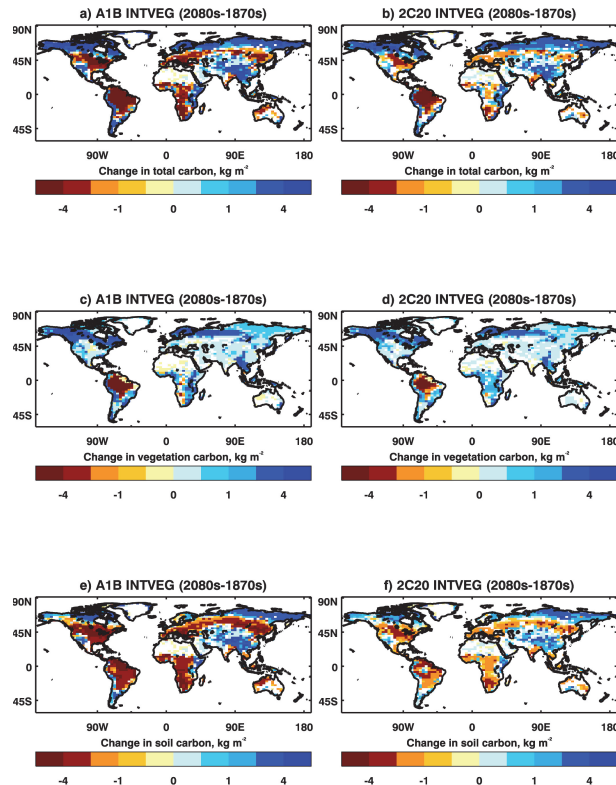 a) A1B INTVEG (2080s-1870s)
b) 2C20 INTVEG (2080s-1870s)
90N
45N
0
45S
90N
45N
0
45S
90W 0 90E 180
90W 0 90E 180
Change in total carbon, kg m-2
Change in total carbon, kg m-2
-4 -1 0 1 4
-4 -1 0 1 4
c) A1B INTVEG (2080s-1870s)
d) 2C20 INTVEG (2080s-1870s)
90N
45N
0
45S
90N
45N
0
45S
90W 0 90E 180
90W 0 90E 180
Change in vegetation carbon, kg m-2
Change in vegetation carbon, kg m-2
-4 -1 0 1 4
-4 -1 0 1 4
e) A1B INTVEG (2080s-1870s)
f) 2C20 INTVEG (2080s-1870s)
90N
45N
0
45S
90N
45N
0
45S
90W 0 90E 180
90W 0 90E 180
Change in soil carbon, kg m-2
Change in soil carbon, kg m-2
-4 -1 0 1 4
-4 -1 0 1 4